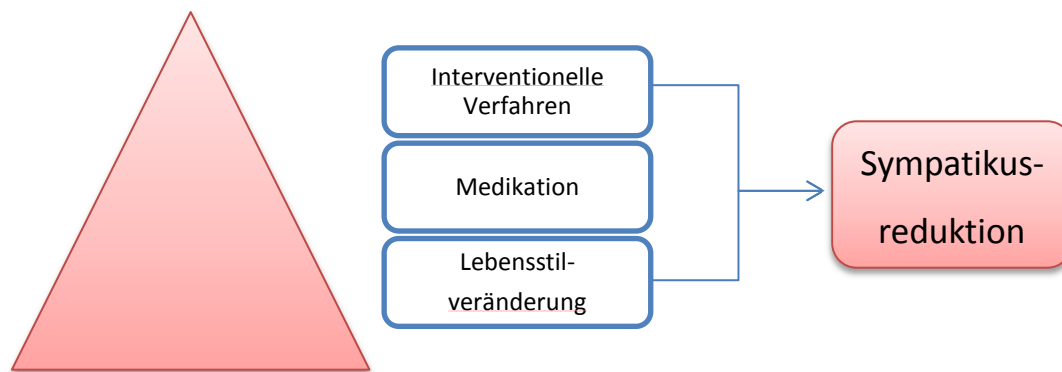 Interventionelle
Verfahren
Medikation
Lebensstil-
veränderung
Sympatikus-
reduktion